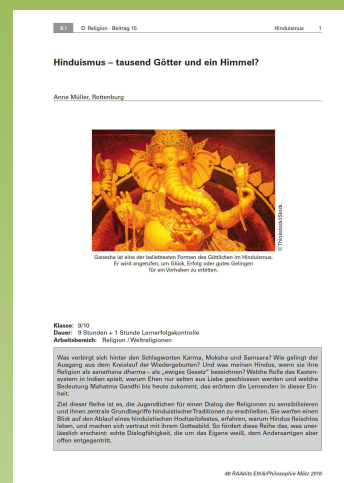 S I D Religion · Beitrag 15 Hinduismus 1
Hinduismus – tausend Götter und ein Himmel?
Anne Müller, Rottenburg
© Thinkstock/iStock.
Ganesha ist eine der beliebtesten Formen des Göttlichen im Hinduismus.
Er wird angerufen, um Glück, Erfolg oder gutes Gelingen
für ein Vorhaben zu erbitten.
Klasse: 9/10
Dauer: 9 Stunden + 1 Stunde Lernerfolgskontrolle
Arbeitsbereich: Religion / Weltreligionen
Was verbirgt sich hinter den Schlagworten Karma, Moksha und Samsara? Wie gelingt der
Ausgang aus dem Kreislauf der Wiedergeburten? Und was meinen Hindus, wenn sie ihre
Religion als sanathana dharma – als „ewiges Gesetz“ bezeichnen? Welche Rolle das Kasten-
system in Indien spielt, warum Ehen nur selten aus Liebe geschlossen werden und welche
Bedeutung Mahatma Gandhi bis heute zukommt, das erörtern die Lernenden in dieser Ein-
heit.
Ziel dieser Reihe ist es, die Jugendlichen für einen Dialog der Religionen zu sensibilisieren
und ihnen zentrale Grundbegriffe hinduistischer Traditionen zu erschließen. Sie werfen einen
Blick auf den Ablauf eines hinduistischen Hochzeitsfestes, erfahren, warum Hindus fleischlos
leben, und machen sich vertraut mit ihrem Gottesbild. So fördert diese Reihe das, was uner-
lässlich erscheint: echte Dialogfähigkeit, die um das Eigene weiß, dem Andersartigen aber
offen entgegentritt.
46 RAAbits Ethik/Philosophie März 2016